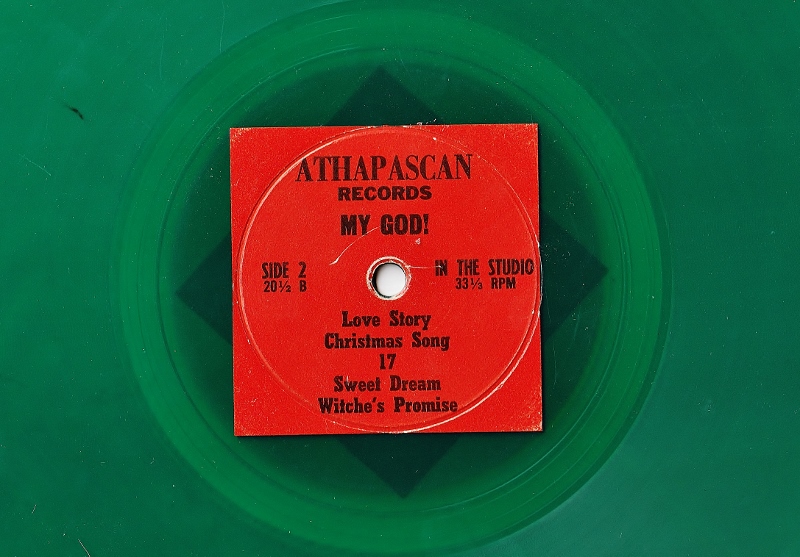 ATHAPASCAN
RECORDS
MY GOD!
SIDE 2
20½ B
IN THE STUDIO
33⅓ RPM
Love Story
Christmas Song
17
Sweet Dream
Witche's Promise